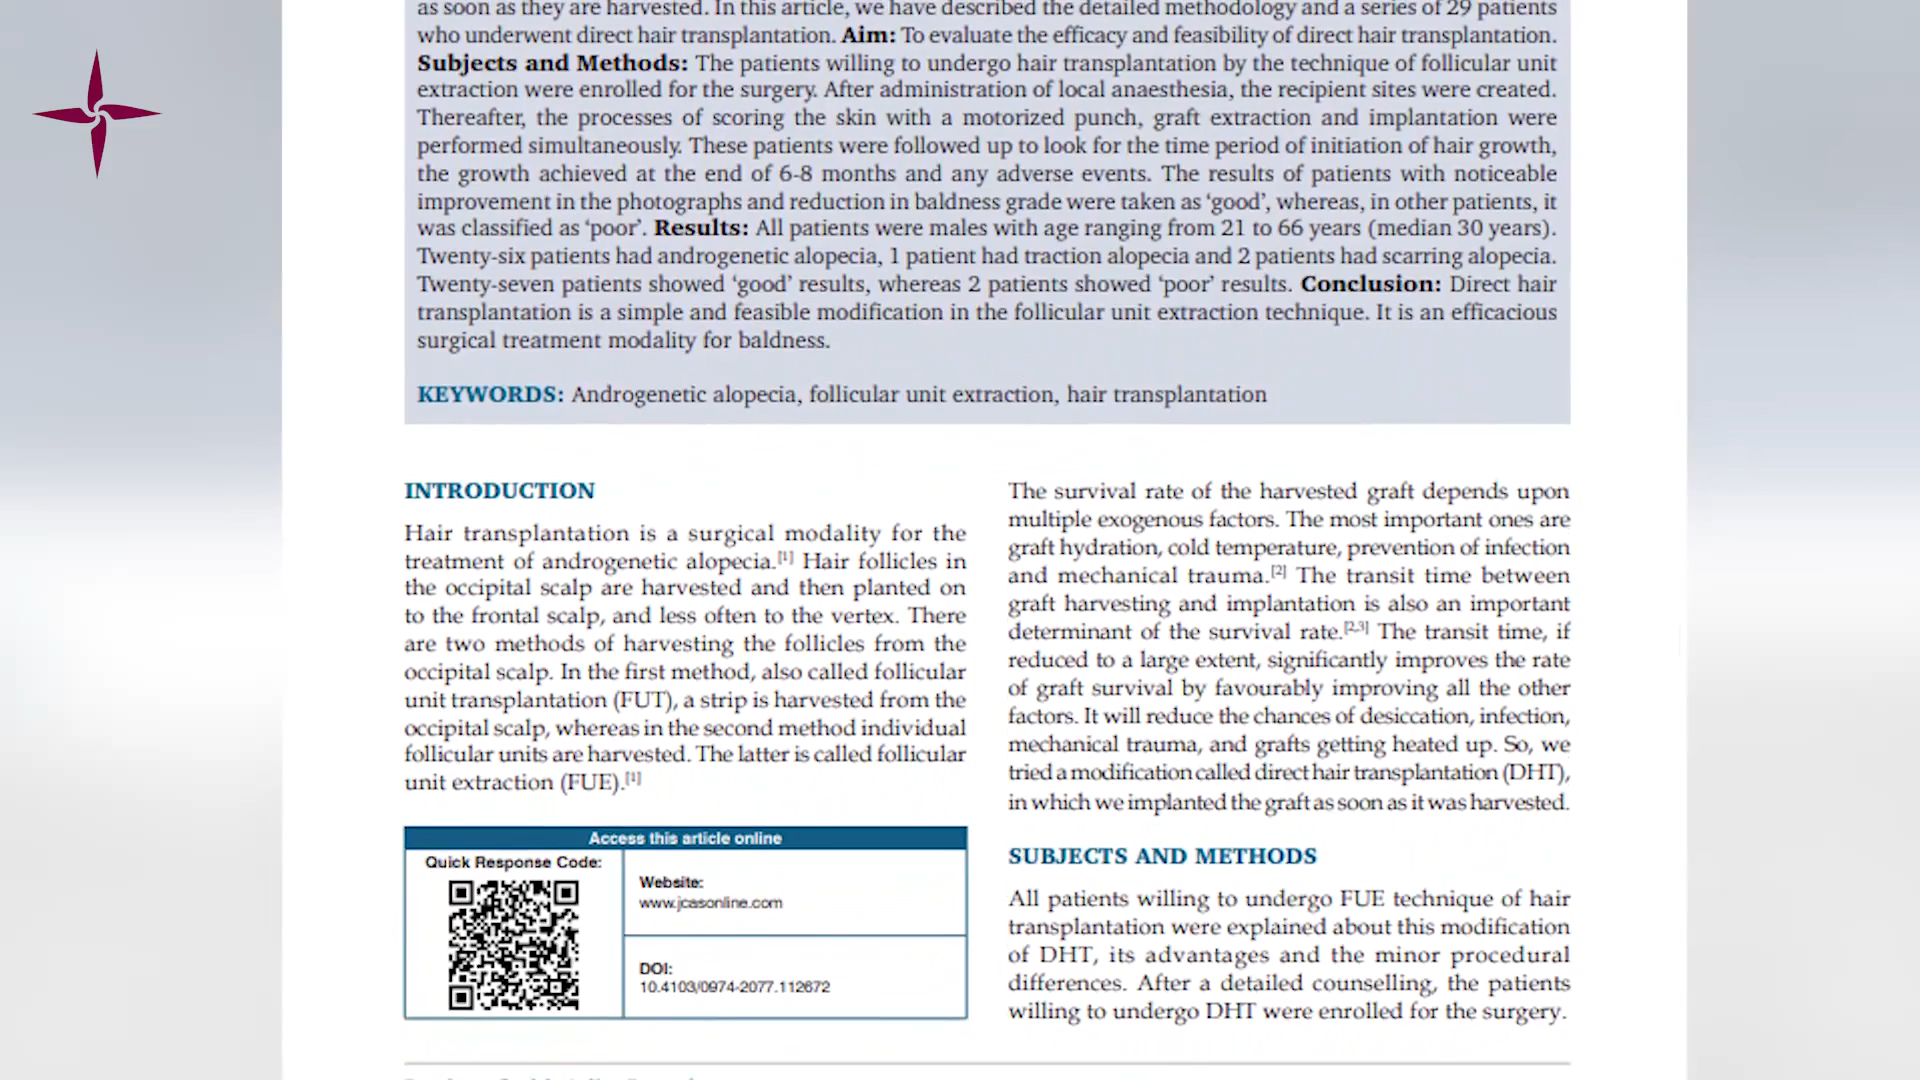 as soon as they are harvested. In this article, we have described the detailed methodology and a series of 29 patients
who underwent direct hair transplantation. Aim: To evaluate the efficacy and feasibility of direct hair transplantation.
Subjects and Methods: The patients willing to undergo hair transplantation by the technique of follicular unit
extraction were enrolled for the surgery. After administration of local anaesthesia, the recipient sites were created.
Thereafter, the processes of scoring the skin with a motorized punch, graft extraction and implantation were
performed simultaneously. These patients were followed up to look for the time period of initiation of hair growth,
the growth achieved at the end of 6-8 months and any adverse events. The results of patients with noticeable
improvement in the photographs and reduction in baldness grade were taken as ‘good’, whereas, in other patients, it
was classified as ‘poor’. Results: All patients were males with age ranging from 21 to 66 years (median 30 years).
Twenty-six patients had androgenetic alopecia, 1 patient had traction alopecia and 2 patients had scarring alopecia.
Twenty-seven patients showed ‘good’ results, whereas 2 patients showed ‘poor’ results. Conclusion: Direct hair
transplantation is a simple and feasible modification in the follicular unit extraction technique. It is an efficacious
surgical treatment modality for baldness.
KEYWORDS: Androgenetic alopecia, follicular unit extraction, hair transplantation
INTRODUCTION
Hair transplantation is a surgical modality for the
treatment of androgenetic alopecia.[1] Hair follicles in
the occipital scalp are harvested and then planted on
to the frontal scalp, and less often to the vertex. There
are two methods of harvesting the follicles from the
occipital scalp. In the first method, also called follicular
unit transplantation (FUT), a strip is harvested from the
occipital scalp, whereas in the second method individual
follicular units are harvested. The latter is called follicular
unit extraction (FUE).[1]
Access this article online
Quick Response Code:
Website:
www.jcasonline.com
DOI:
10.4103/0974-2077.112672
The survival rate of the harvested graft depends upon
multiple exogenous factors. The most important ones are
graft hydration, cold temperature, prevention of infection
and mechanical trauma.[2] The transit time between
graft harvesting and implantation is also an important
determinant of the survival rate.[2,3] The transit time, if
reduced to a large extent, significantly improves the rate
of graft survival by favourably improving all the other
factors. It will reduce the chances of desiccation, infection,
mechanical trauma, and grafts getting heated up. So, we
tried a modification called direct hair transplantation (DHT),
in which we implanted the graft as soon as it was harvested.
SUBJECTS AND METHODS
All patients willing to undergo FUE technique of hair
transplantation were explained about this modification
of DHT, its advantages and the minor procedural
differences. After a detailed counselling, the patients
willing to undergo DHT were enrolled for the surgery.